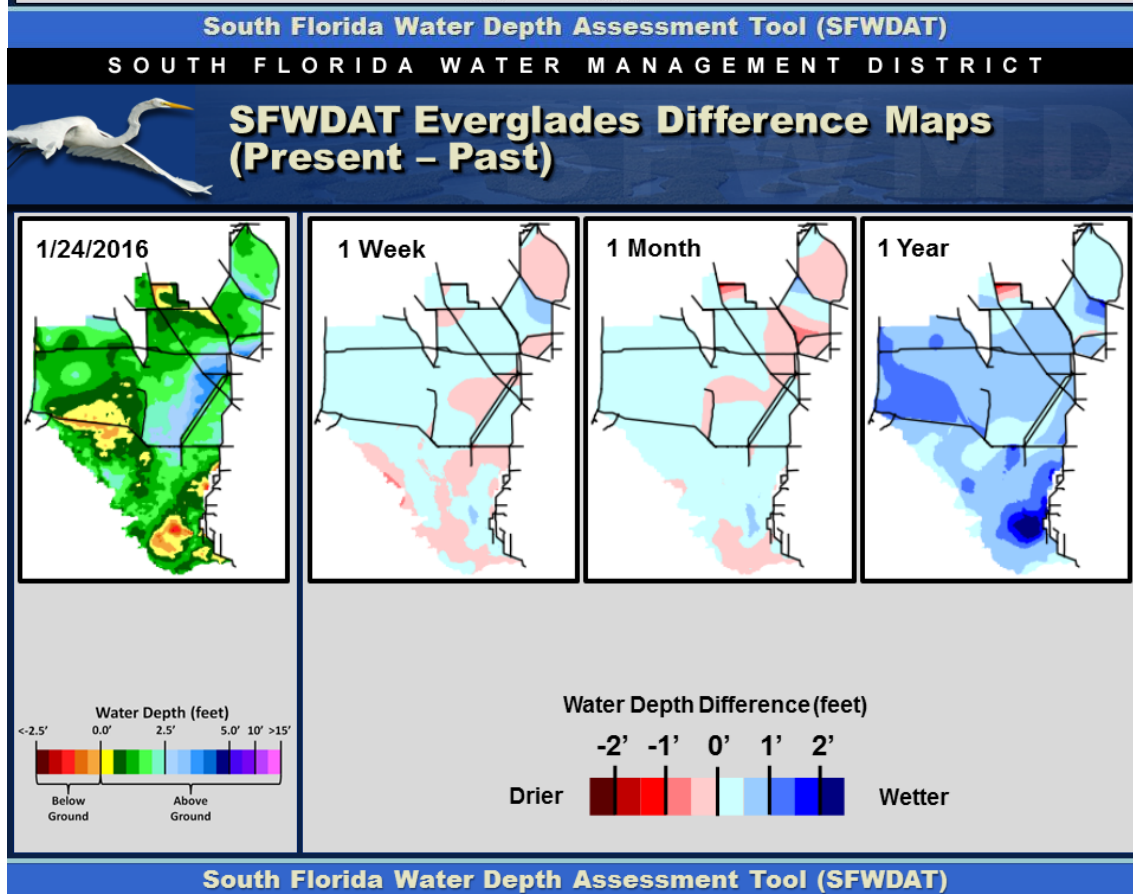 South Florida Water Depth Assessment Tool (SFWDAT)
SOUTH FLORIDA WATER MANAGEMENT DISTRICT
SFWDAT Everglades Difference Maps
(Present – Past)
SFWMD
1/24/2016
1 Week
1 Month
1 Year
Water Depth (feet)
<-2.5' 0.0' 2.5' 5.0' 10' >15'
Below
Ground
Above
Ground
Water Depth Difference (feet)
-2' -1' 0' 1' 2'
Drier
Wetter
South Florida Water Depth Assessment Tool (SFWDAT)